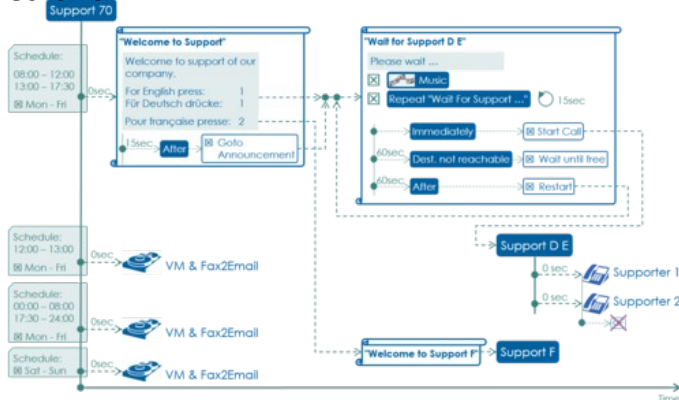 Support 70
Schedule:
08:00 – 12:00
13:00 – 17:30
Mon - Fri
0sec
"Welcome to Support"
Welcome to support of our
company.
For English press: 1
Für Deutsch drücke: 1
Pour française presse: 2
15sec
After
Goto
Announcement
"Wait for Support D E"
Please wait ...
Music
Repeat "Wait For Support ..."
15sec
Immediately
Start Call
60sec
Dest. not reachable
Wait until free
60sec
After
Restart
Schedule:
12:00 – 13:00
Mon - Fri
0sec
VM & Fax2Email
Support D E
0 sec
Supporter 1
0 sec
Supporter 2
Schedule:
00:00 – 08:00
17:30 – 24:00
Mon - Fri
0sec
VM & Fax2Email
"Welcome to Support F"
Support F
Schedule:
Sat - Sun
0sec
VM & Fax2Email
Time